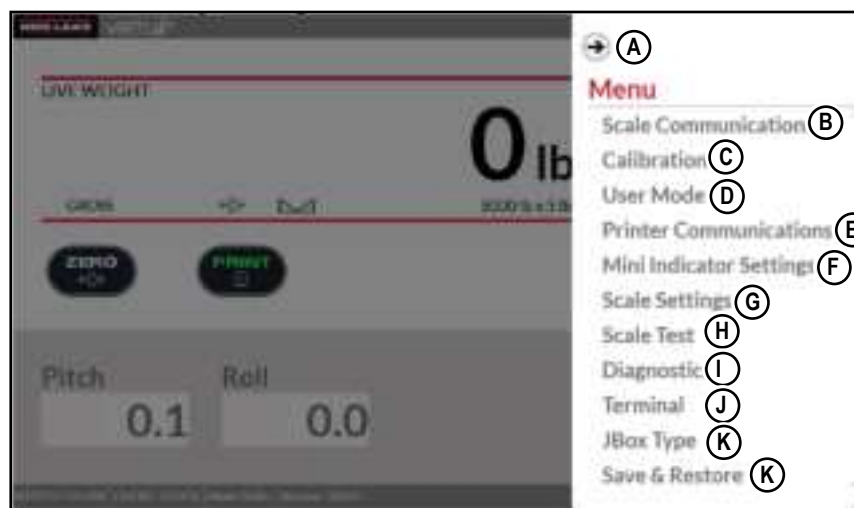 A
Menu
LIVE WEIGHT
Scale Communication B
0 lb
Calibration C
User Mode D
GROSS
Printer Communications E
ZERO
PRINT
Mini Indicator Settings F
Scale Settings G
Scale Test H
Pitch
Roll
Diagnostic I
0.1
0.0
Terminal J
JBox Type K
Save & Restore K